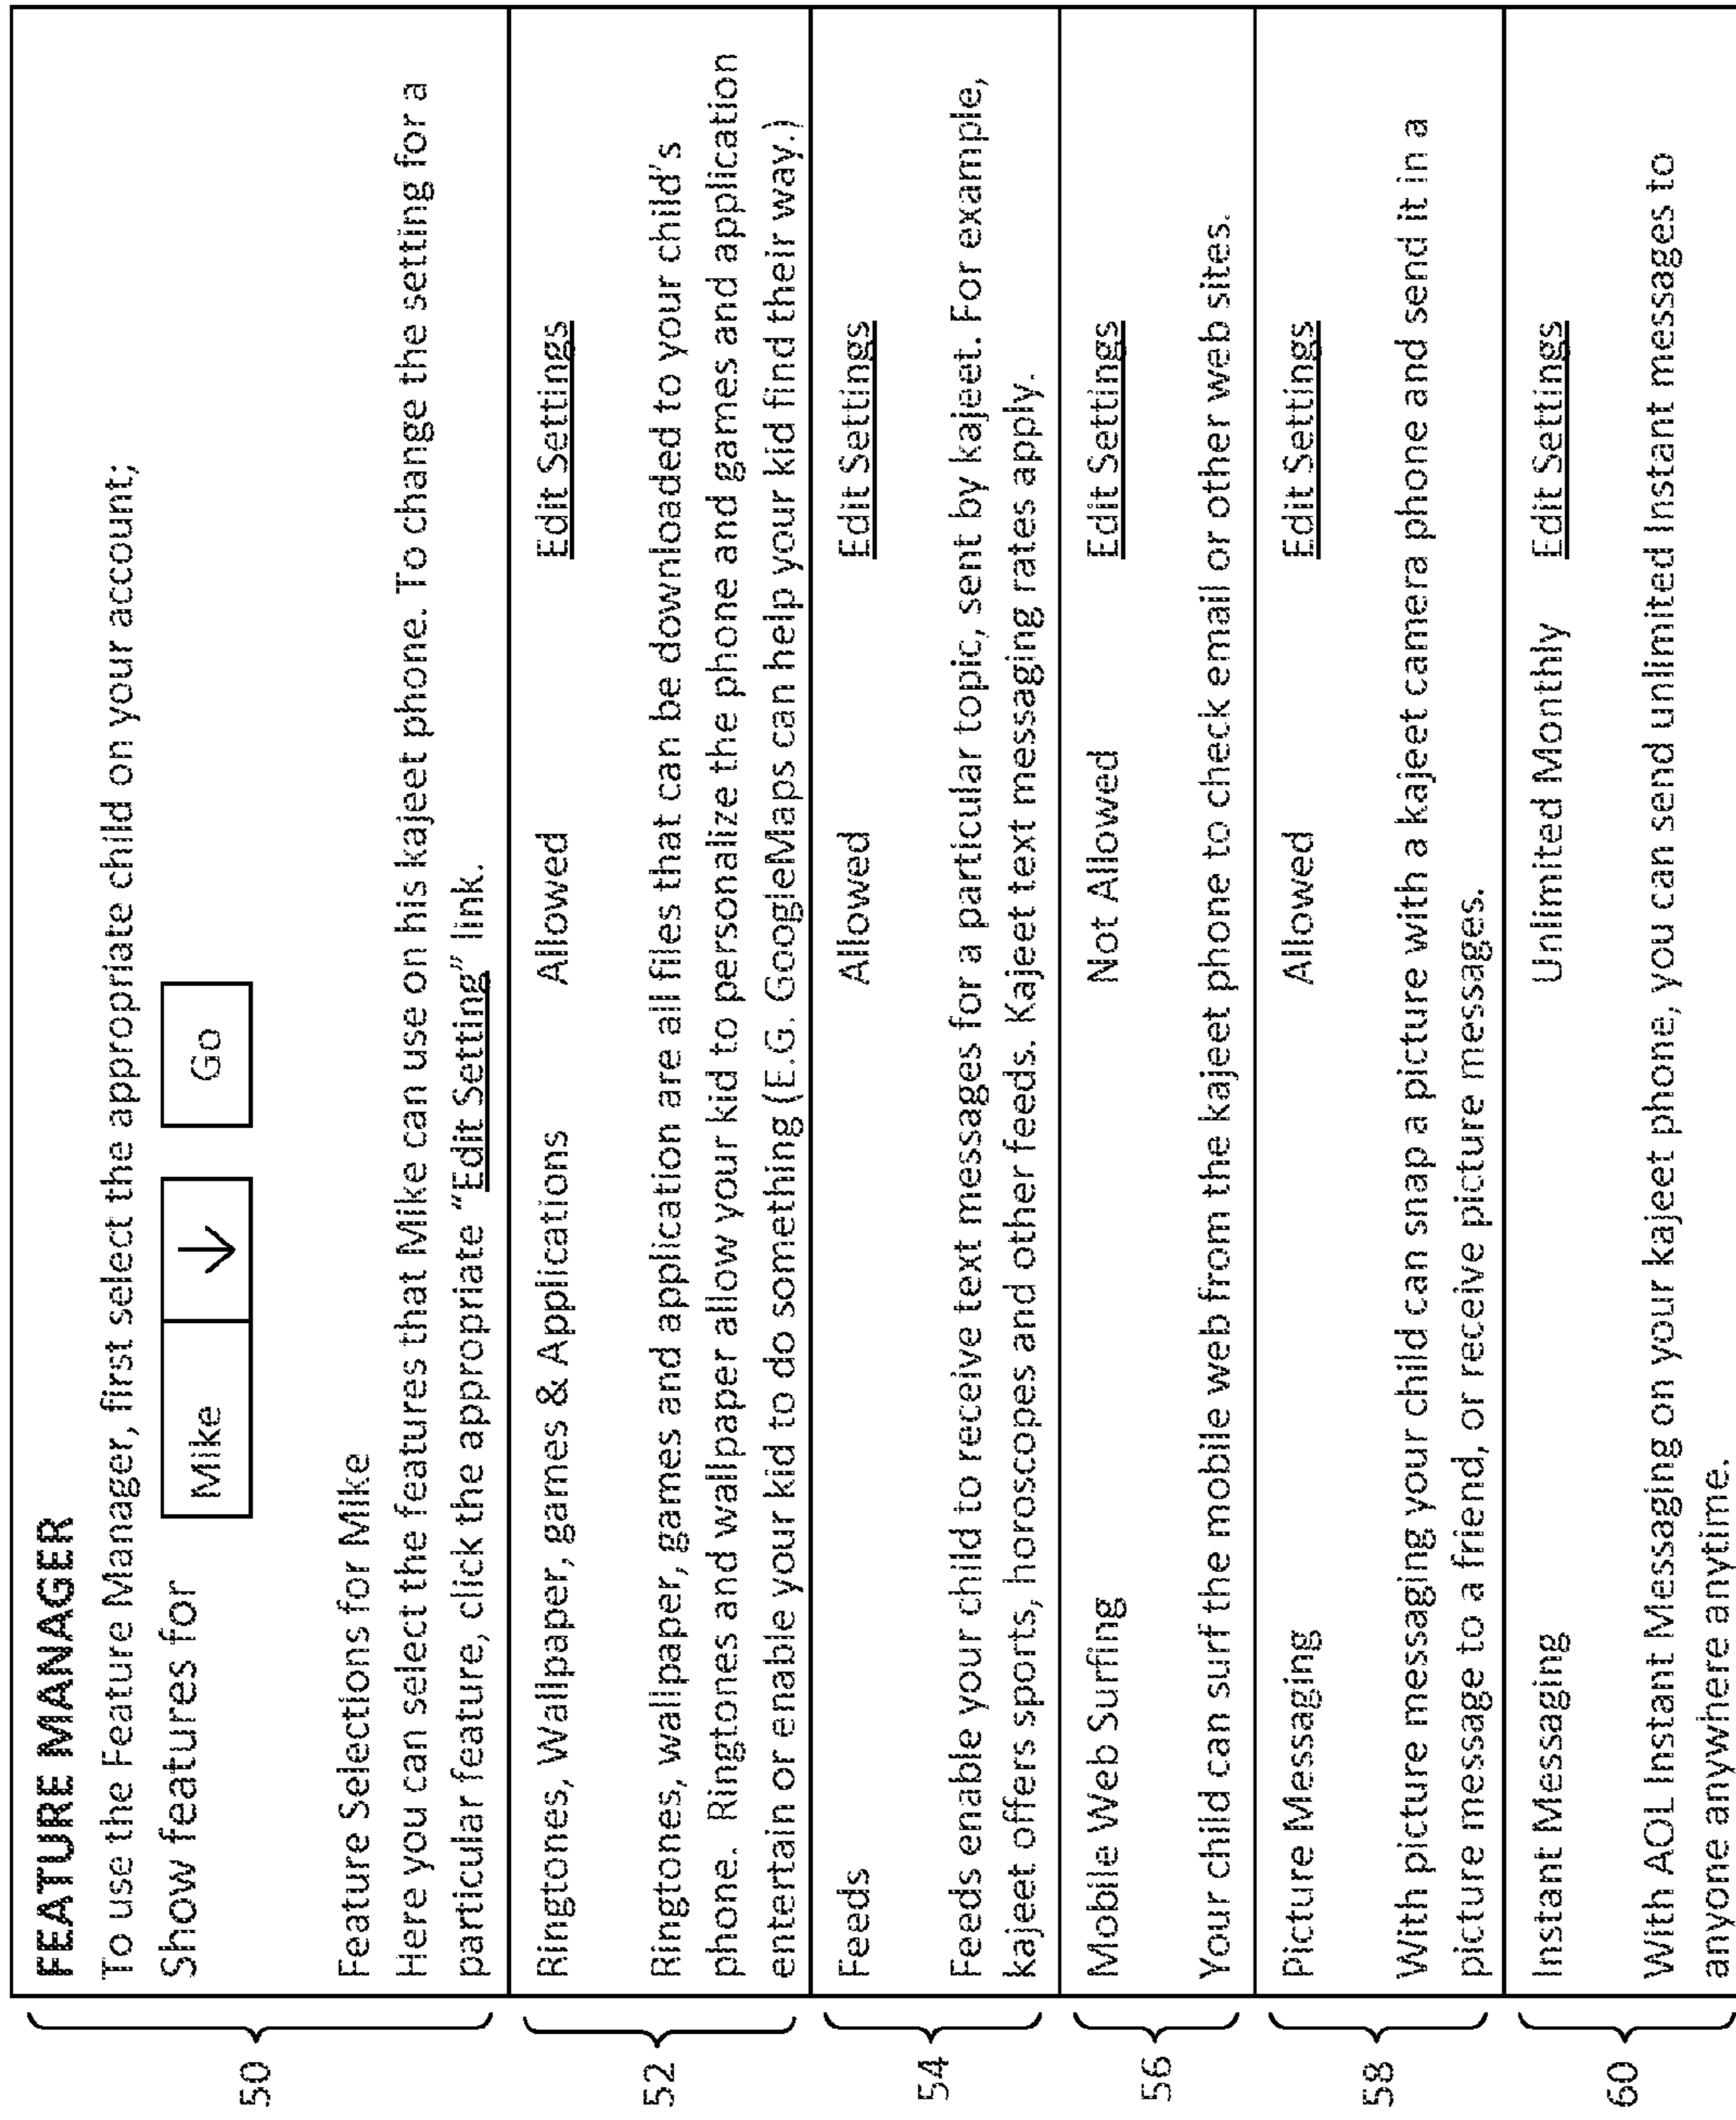 FEATURE MANAGER
To use the Feature Manager, first select the appropriate child on your account;
Show features for Mike ↓ Go
Feature Selections for Mike
Here you can select the features that Mike can use on his kajeet phone. To change the setting for a
particular feature, click the appropriate "Edit Setting" link.
50
Ringtones, Wallpaper, games & Applications Allowed Edit Settings
Ringtones, wallpaper, games and application are all files that can be downloaded to your child's
phone. Ringtones and wallpaper allow your kid to personalize the phone and games and application
entertain or enable your kid to do something (E.G. GoogleMaps can help your kid find their way.)
52
Feeds Allowed Edit Settings
Feeds enable your child to receive text messages for a particular topic, sent by kajeet. For example,
kajeet offers sports, horoscopes and other feeds. Kajeet text messaging rates apply.
54
Mobile Web Surfing Not Allowed Edit Settings
Your child can surf the mobile web from the kajeet phone to check email or other web sites.
56
Picture Messaging Allowed Edit Settings
With picture messaging your child can snap a picture with a kajeet camera phone and send it in a
picture message to a friend, or receive picture messages.
58
Instant Messaging Unlimited Monthly Edit Settings
With AOL Instant Messaging on your kajeet phone, you can send unlimited Instant messages to
anyone anywhere anytime.
60